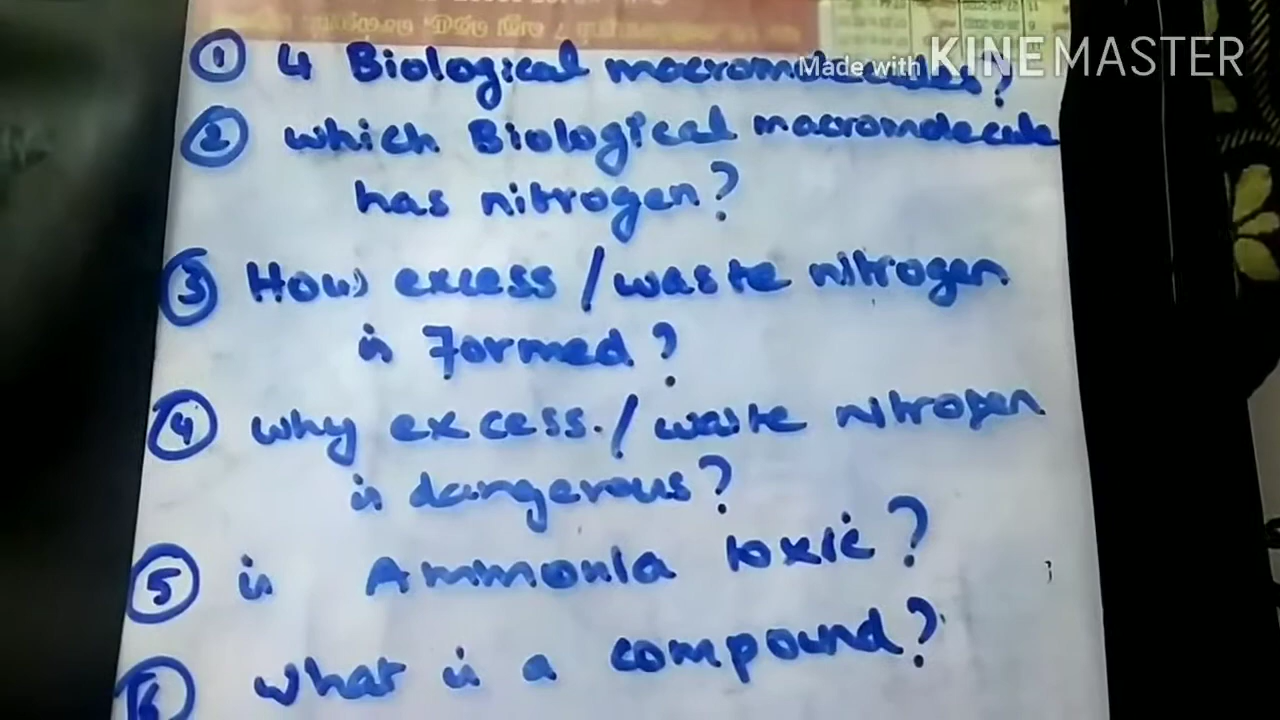 Made with KINEMASTER
① 4 Biological macromolecules?
② which Biological macromolecule
has nitrogen?
③ How excess / waste nitrogen
is Formed?
④ why excess. / waste nitrogen
is dangerous?
⑤ is Ammonia toxic?
⑥ what is a compound?